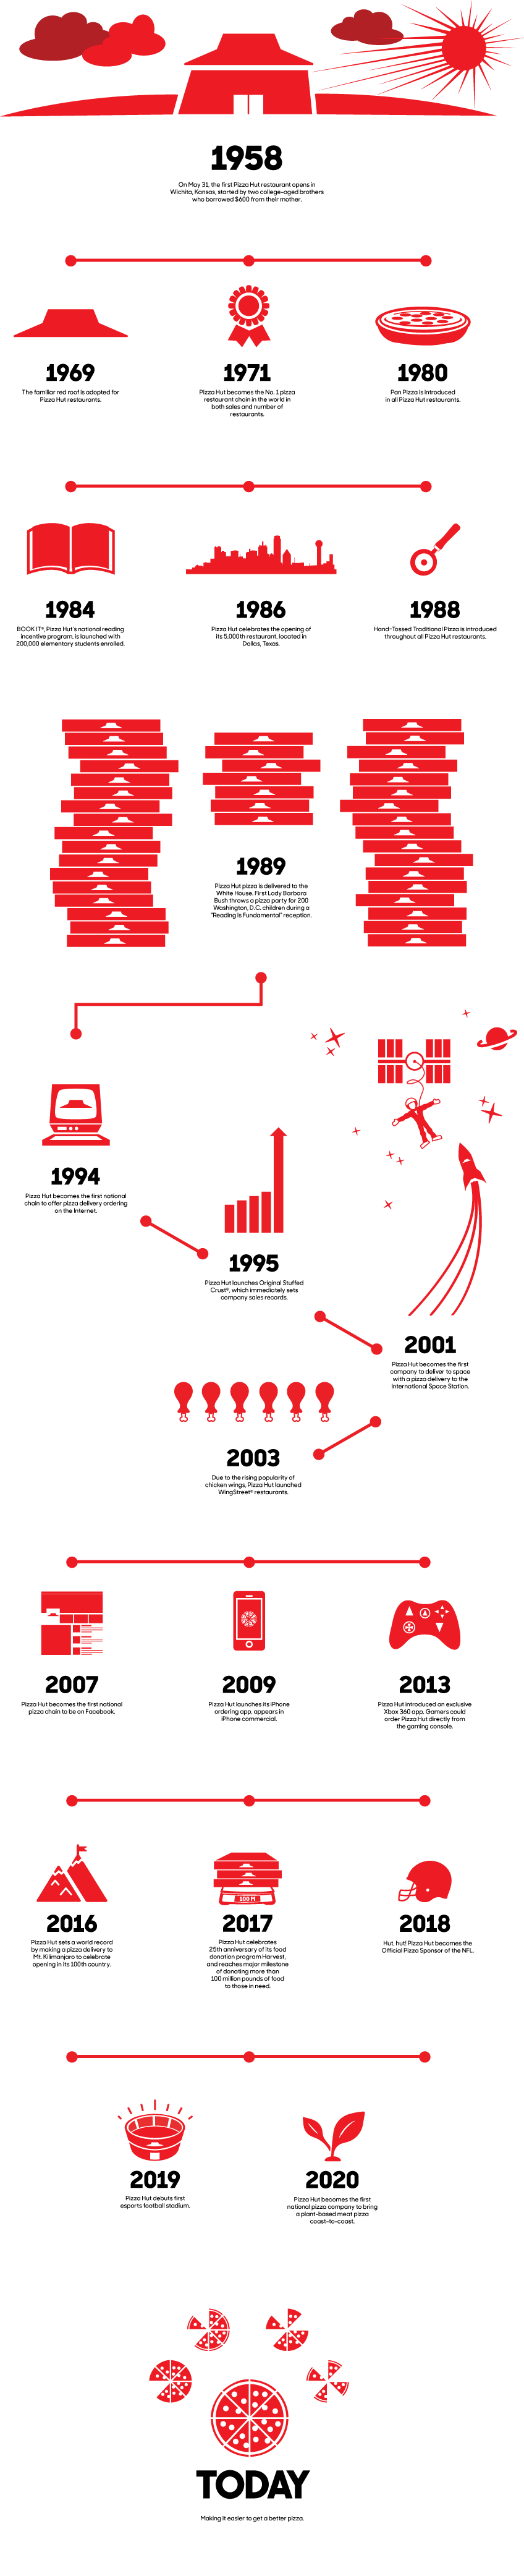 1958
On May 31, the first Pizza Hut restaurant opens in
Wichita, Kansas, started by two college-aged brothers
who borrowed $600 from their mother.
1969
The familiar red roof is adopted for
Pizza Hut restaurants.
1971
Pizza Hut becomes the No. 1 pizza
restaurant chain in the world in
both sales and number of
restaurants.
1980
Pan Pizza is introduced
in all Pizza Hut restaurants.
1984
BOOK IT®, Pizza Hut's national reading
incentive program, is launched with
200,000 elementary students enrolled.
1986
Pizza Hut celebrates the opening of
its 5,000th restaurant, located in
Dallas, Texas.
1988
Hand-Tossed Traditional Pizza is introduced
throughout all Pizza Hut restaurants.
1989
Pizza Hut pizza is delivered to the
White House. First Lady Barbara
Bush throws a pizza party for 200
Washington, D.C. children during a
"Reading is Fundamental" reception.
1994
Pizza Hut becomes the first national
chain to offer pizza delivery ordering
on the Internet.
1995
Pizza Hut launches Original Stuffed
Crust®, which immediately sets
company sales records.
2001
Pizza Hut becomes the first
company to deliver to space
with a pizza delivery to the
International Space Station.
2003
Due to the rising popularity of
chicken wings, Pizza Hut launched
WingStreet® restaurants.
2007
Pizza Hut becomes the first national
pizza chain to be on Facebook.
2009
Pizza Hut launches its iPhone
ordering app, appears in
iPhone commercial.
2013
Pizza Hut introduced an exclusive
Xbox 360 app. Gamers could
order Pizza Hut directly from
the gaming console.
2016
Pizza Hut sets a world record
by making a pizza delivery to
Mt. Kilimanjaro to celebrate
opening in its 100th country.
100 M
2017
Pizza Hut celebrates
25th anniversary of its food
donation program Harvest,
and reaches major milestone
of donating more than
100 million pounds of food
to those in need.
2018
Hut, hut! Pizza Hut becomes the
Official Pizza Sponsor of the NFL.
2019
Pizza Hut debuts first
esports football stadium.
2020
Pizza Hut becomes the first
national pizza company to bring
a plant-based meat pizza
coast-to-coast.
TODAY
Making it easier to get a better pizza.